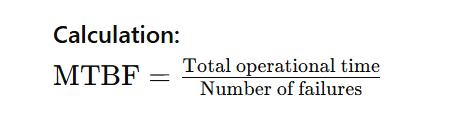 Calculation:
MTBF = Total operational time
Number of failures